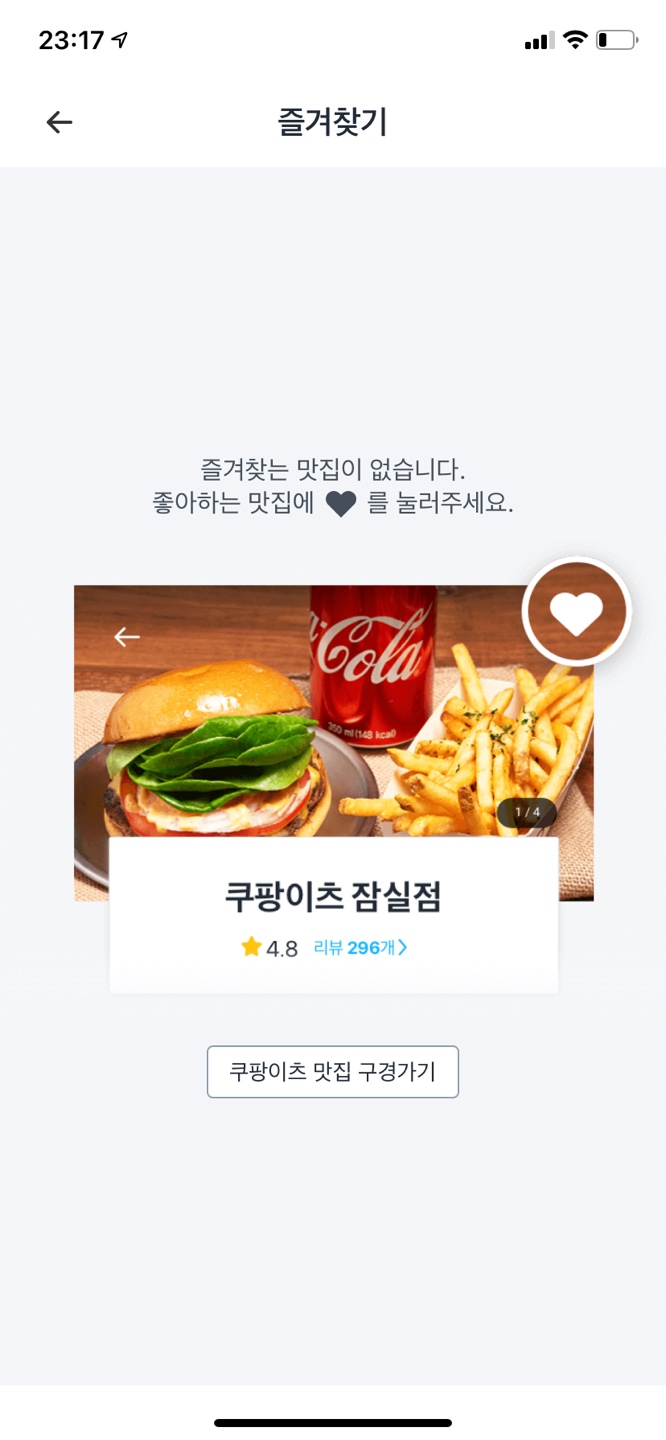 23:17
즐겨찾기
즐겨찾는 맛집이 없습니다.
좋아하는 맛집에 ♥ 를 눌러주세요.
Cola
350 ml (148 kcal)
1 / 4
쿠팡이츠 잠실점
4.8 리뷰 296개 >
쿠팡이츠 맛집 구경가기